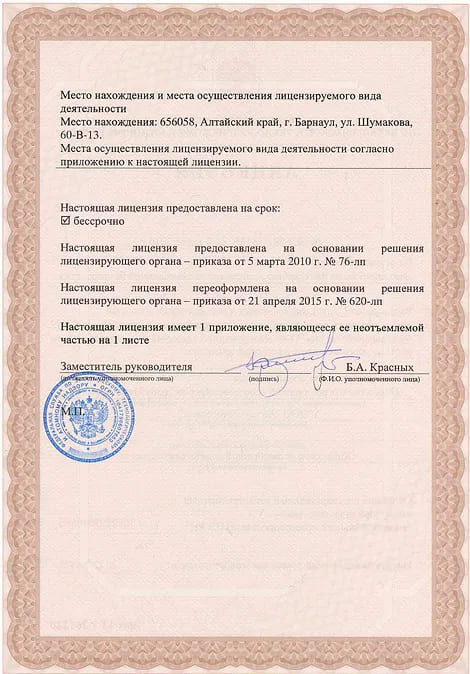 Место нахождения и места осуществления лицензируемого вида
деятельности
Место нахождения: 656058, Алтайский край, г. Барнаул, ул. Шумакова,
60-В-13.
Места осуществления лицензируемого вида деятельности согласно
приложению к настоящей лицензии.
Настоящая лицензия предоставлена на срок:
☑ бессрочно
Настоящая лицензия предоставлена на основании решения
лицензирующего органа – приказа от 5 марта 2010 г. № 76-лп
Настоящая лицензия переоформлена на основании решения
лицензирующего органа – приказа от 21 апреля 2015 г. № 620-лп
Настоящая лицензия имеет 1 приложение, являющееся ее неотъемлемой
частью на 1 листе
Заместитель руководителя Б.А. Красных
(должность уполномоченного лица) (подпись) (Ф.И.О. уполномоченного лица)
М.П.